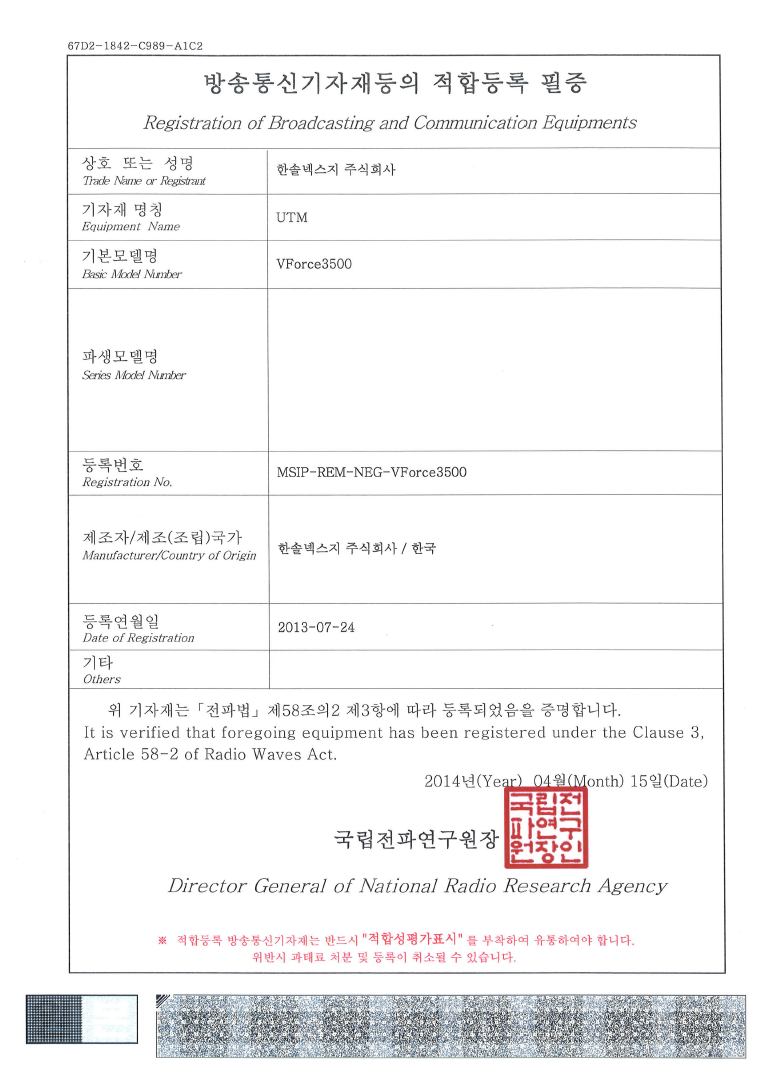 67D2-1842-C989-A1C2
방송통신기자재등의 적합등록 필증
Registration of Broadcasting and Communication Equipments
상호 또는 성명
Trade Name or Registrant
한솔넥스지 주식회사
기자재 명칭
Equipment Name
UTM
기본모델명
Basic Model Number
VForce3500
파생모델명
Series Model Number
등록번호
Registration No.
MSIP-REM-NEG-VForce3500
제조자/제조(조립)국가
Manufacturer/Country of Origin
한솔넥스지 주식회사 / 한국
등록연월일
Date of Registration
2013-07-24
기타
Others
위 기자재는 「전파법」 제58조의2 제3항에 따라 등록되었음을 증명합니다.
It is verified that foregoing equipment has been registered under the Clause 3,
Article 58-2 of Radio Waves Act.
2014년(Year) 04월(Month) 15일(Date)
국립전파연구원장
국립전
파연구
원장인
Director General of National Radio Research Agency
※ 적합등록 방송통신기자재는 반드시 "적합성평가표시" 를 부착하여 유통하여야 합니다.
위반시 과태료 처분 및 등록이 취소될 수 있습니다.